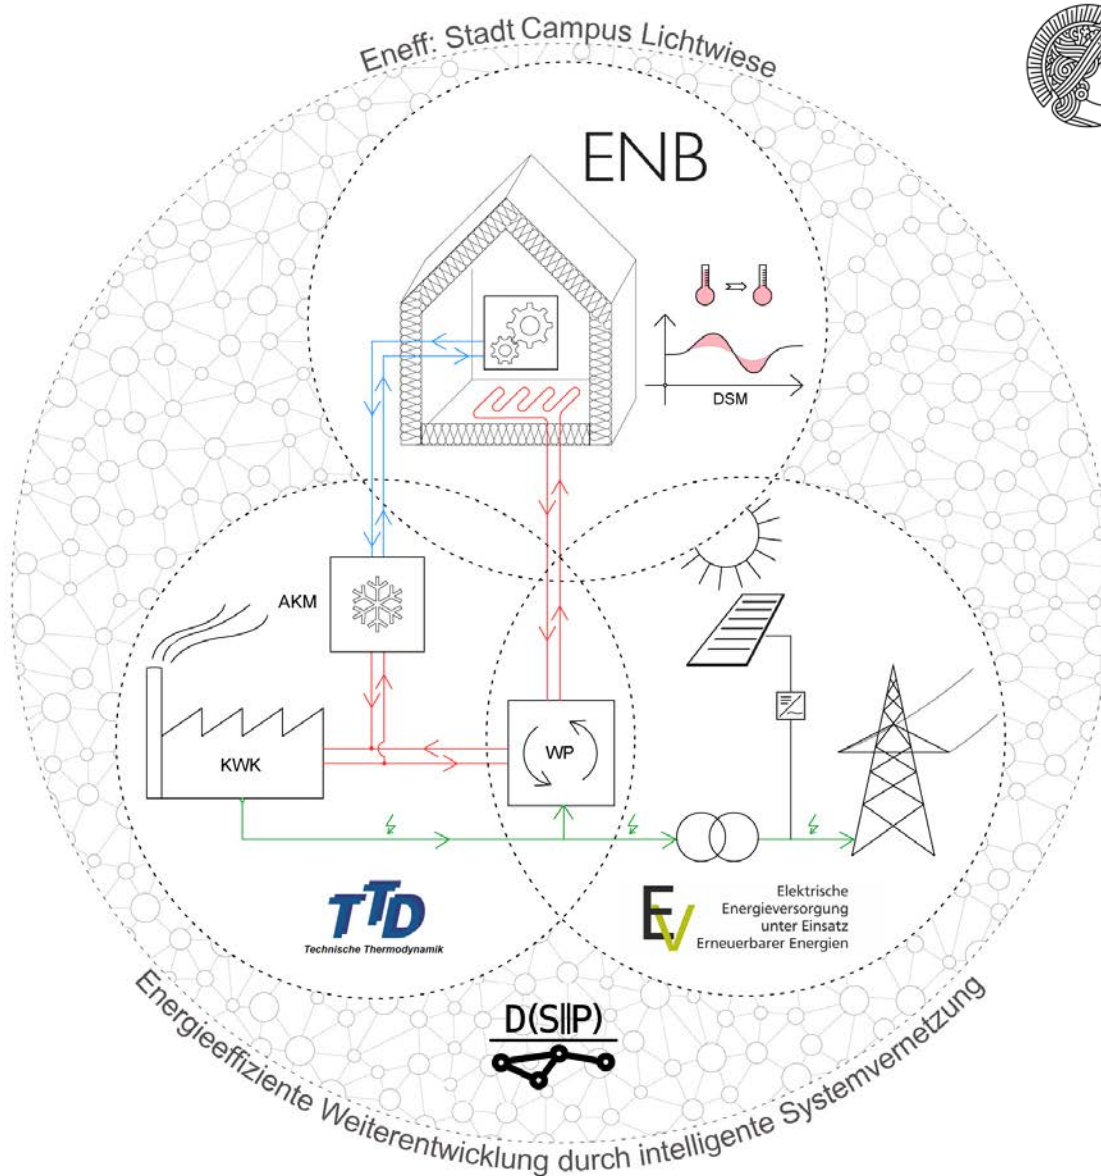 Eneff: Stadt Campus Lichtwiese
ENB
DSM
AKM
KWK
WP
TTD
Technische Thermodynamik
EV
Elektrische
Energieversorgung
unter Einsatz
Erneuerbarer Energien
D(S||P)
Energieeffiziente Weiterentwicklung durch intelligente Systemvernetzung